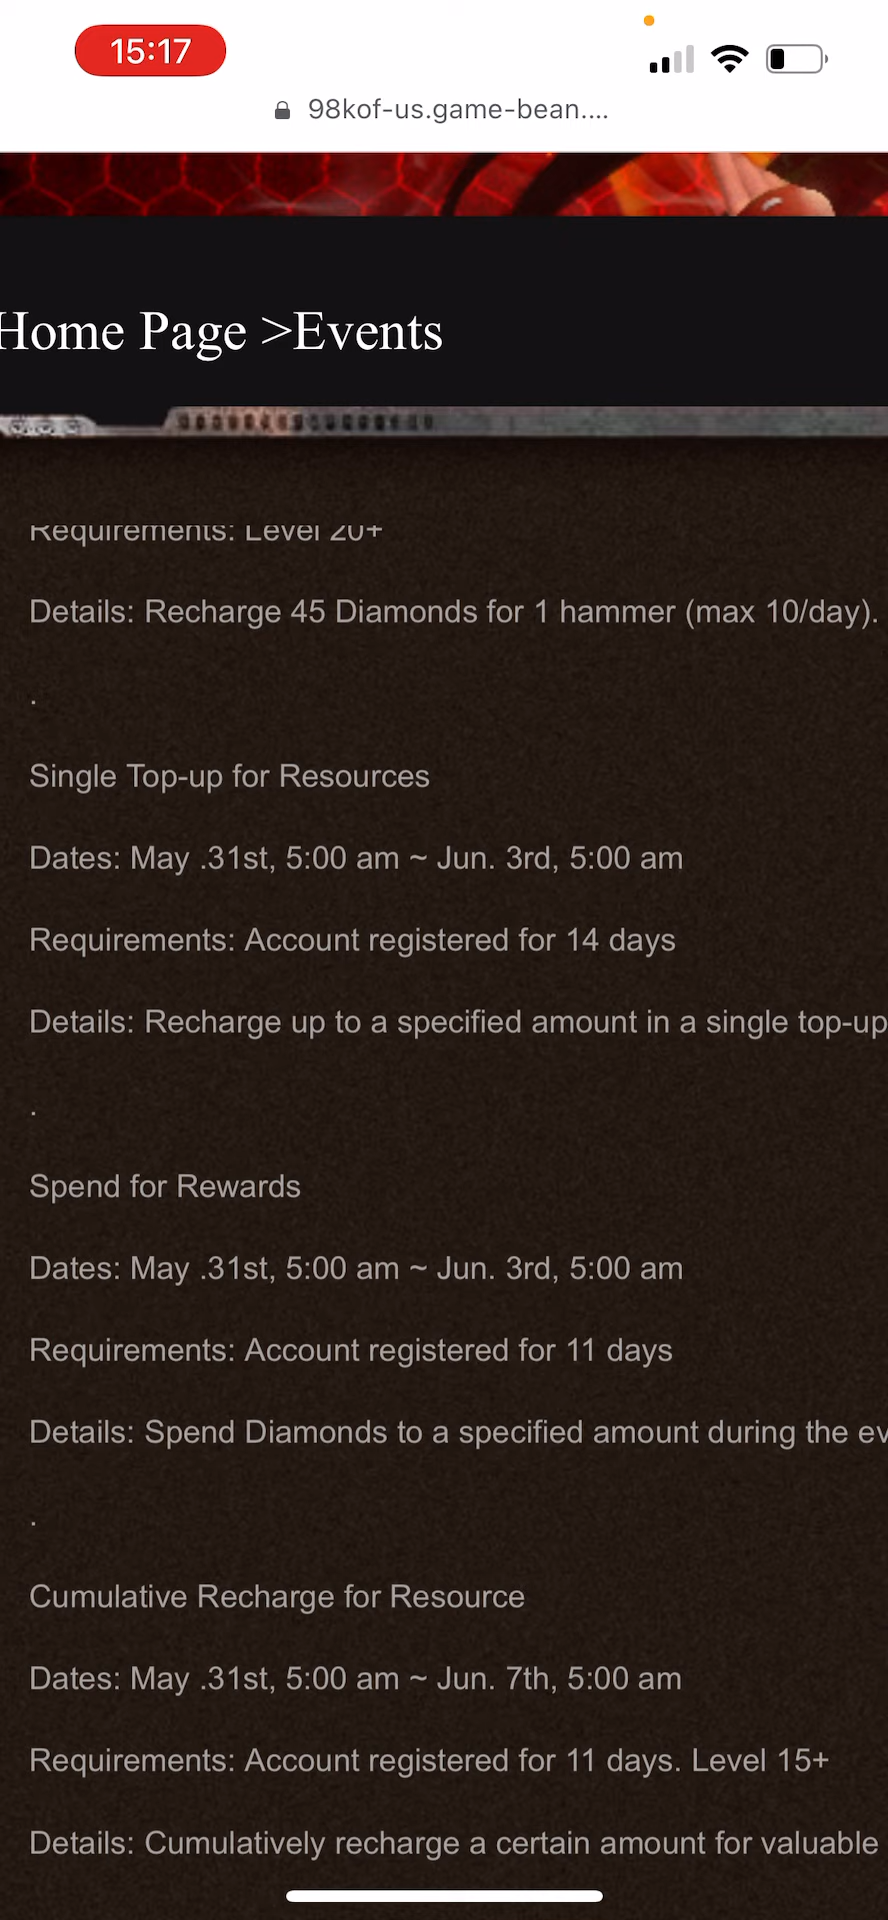 15:17
98kof-us.game-bean....
Home Page >Events
Requirements: Level 20+
Details: Recharge 45 Diamonds for 1 hammer (max 10/day).
.
Single Top-up for Resources
Dates: May .31st, 5:00 am ~ Jun. 3rd, 5:00 am
Requirements: Account registered for 14 days
Details: Recharge up to a specified amount in a single top-up
.
Spend for Rewards
Dates: May .31st, 5:00 am ~ Jun. 3rd, 5:00 am
Requirements: Account registered for 11 days
Details: Spend Diamonds to a specified amount during the ev
.
Cumulative Recharge for Resource
Dates: May .31st, 5:00 am ~ Jun. 7th, 5:00 am
Requirements: Account registered for 11 days. Level 15+
Details: Cumulatively recharge a certain amount for valuable